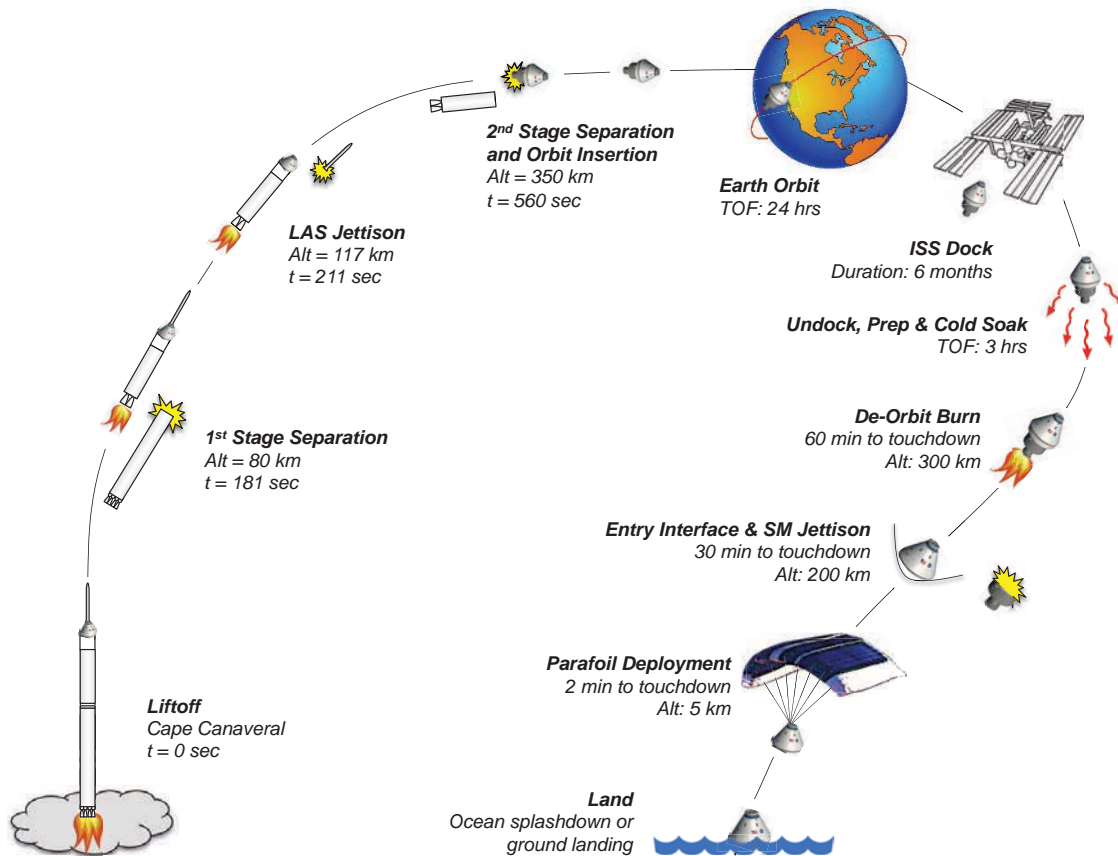 2nd Stage Separation
and Orbit Insertion
Alt = 350 km
t = 560 sec
Earth Orbit
TOF: 24 hrs
LAS Jettison
Alt = 117 km
t = 211 sec
ISS Dock
Duration: 6 months
Undock, Prep & Cold Soak
TOF: 3 hrs
1st Stage Separation
Alt = 80 km
t = 181 sec
De-Orbit Burn
60 min to touchdown
Alt: 300 km
Entry Interface & SM Jettison
30 min to touchdown
Alt: 200 km
Parafoil Deployment
2 min to touchdown
Alt: 5 km
Liftoff
Cape Canaveral
t = 0 sec
Land
Ocean splashdown or
ground landing